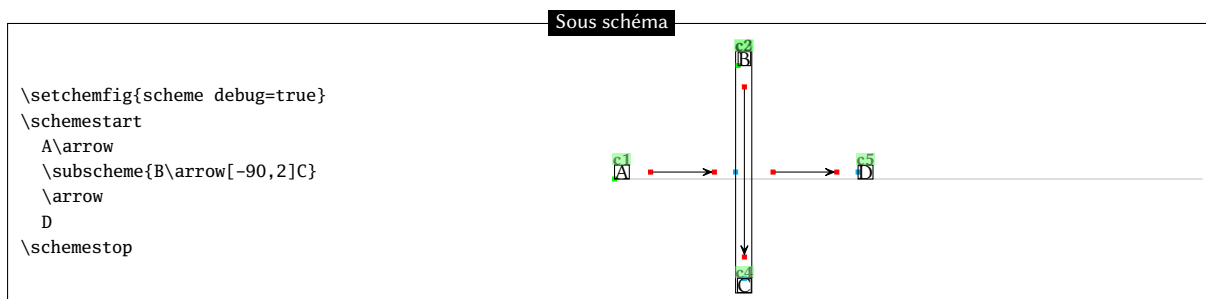 Sous schéma
\setchemfig{scheme debug=true}
\schemestart
A\arrow
\subscheme{B\arrow[-90,2]C}
\arrow
D
\schemestop
c2
B
c1
A
c5
D
c4
C